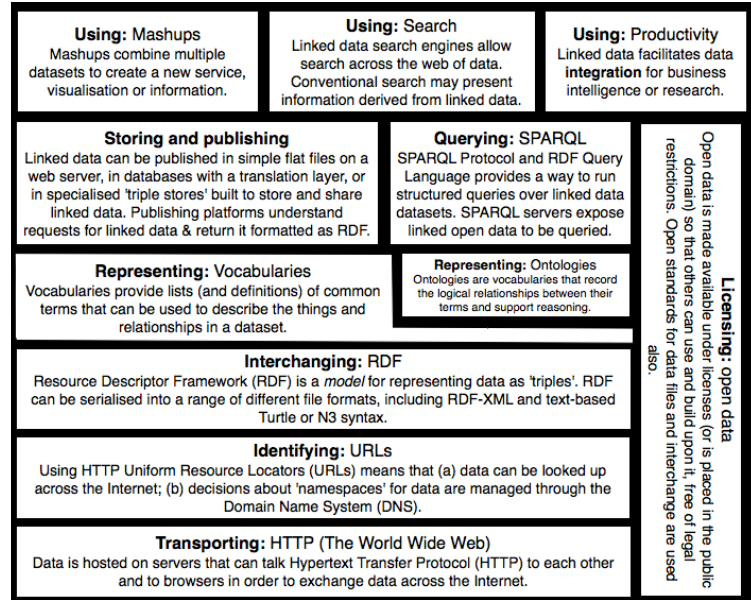 Using: Mashups
Mashups combine multiple
datasets to create a new service,
visualisation or information.
Using: Search
Linked data search engines allow
search across the web of data.
Conventional search may present
information derived from linked data.
Using: Productivity
Linked data facilitates data
integration for business
intelligence or research.
Storing and publishing
Linked data can be published in simple flat files on a
web server, in databases with a translation layer, or
in specialised 'triple stores' built to store and share
linked data. Publishing platforms understand
requests for linked data & return it formatted as RDF.
Querying: SPARQL
SPARQL Protocol and RDF Query
Language provides a way to run
structured queries over linked data
datasets. SPARQL servers expose
linked open data to be queried.
Representing: Vocabularies
Vocabularies provide lists (and definitions) of common
terms that can be used to describe the things and
relationships in a dataset.
Representing: Ontologies
Ontologies are vocabularies that record
the logical relationships between their
terms and support reasoning.
Interchanging: RDF
Resource Descriptor Framework (RDF) is a model for representing data as 'triples'. RDF
can be serialised into a range of different file formats, including RDF-XML and text-based
Turtle or N3 syntax.
Identifying: URLs
Using HTTP Uniform Resource Locators (URLs) means that (a) data can be looked up
across the Internet; (b) decisions about 'namespaces' for data are managed through the
Domain Name System (DNS).
Transporting: HTTP (The World Wide Web)
Data is hosted on servers that can talk Hypertext Transfer Protocol (HTTP) to each other
and to browsers in order to exchange data across the Internet.
Licensing: open data
Open data is made available under licenses (or is placed in the public
domain) so that others can use and build upon it, free of legal
restrictions. Open standards for data files and interchange are used
also.